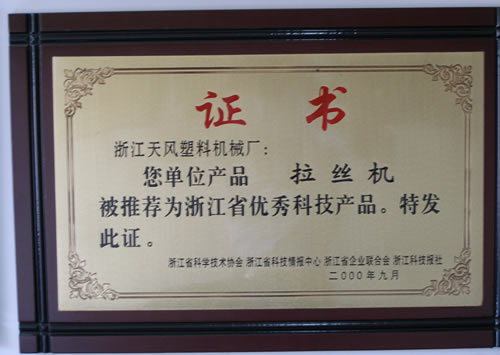 证书
浙江天风塑料机械厂：
您单位产品 拉丝机
被推荐为浙江省优秀科技产品。特发
此证。
浙江省科学技术协会 浙江省科技情报中心 浙江省企业联合会 浙江科技报社
二000年九月